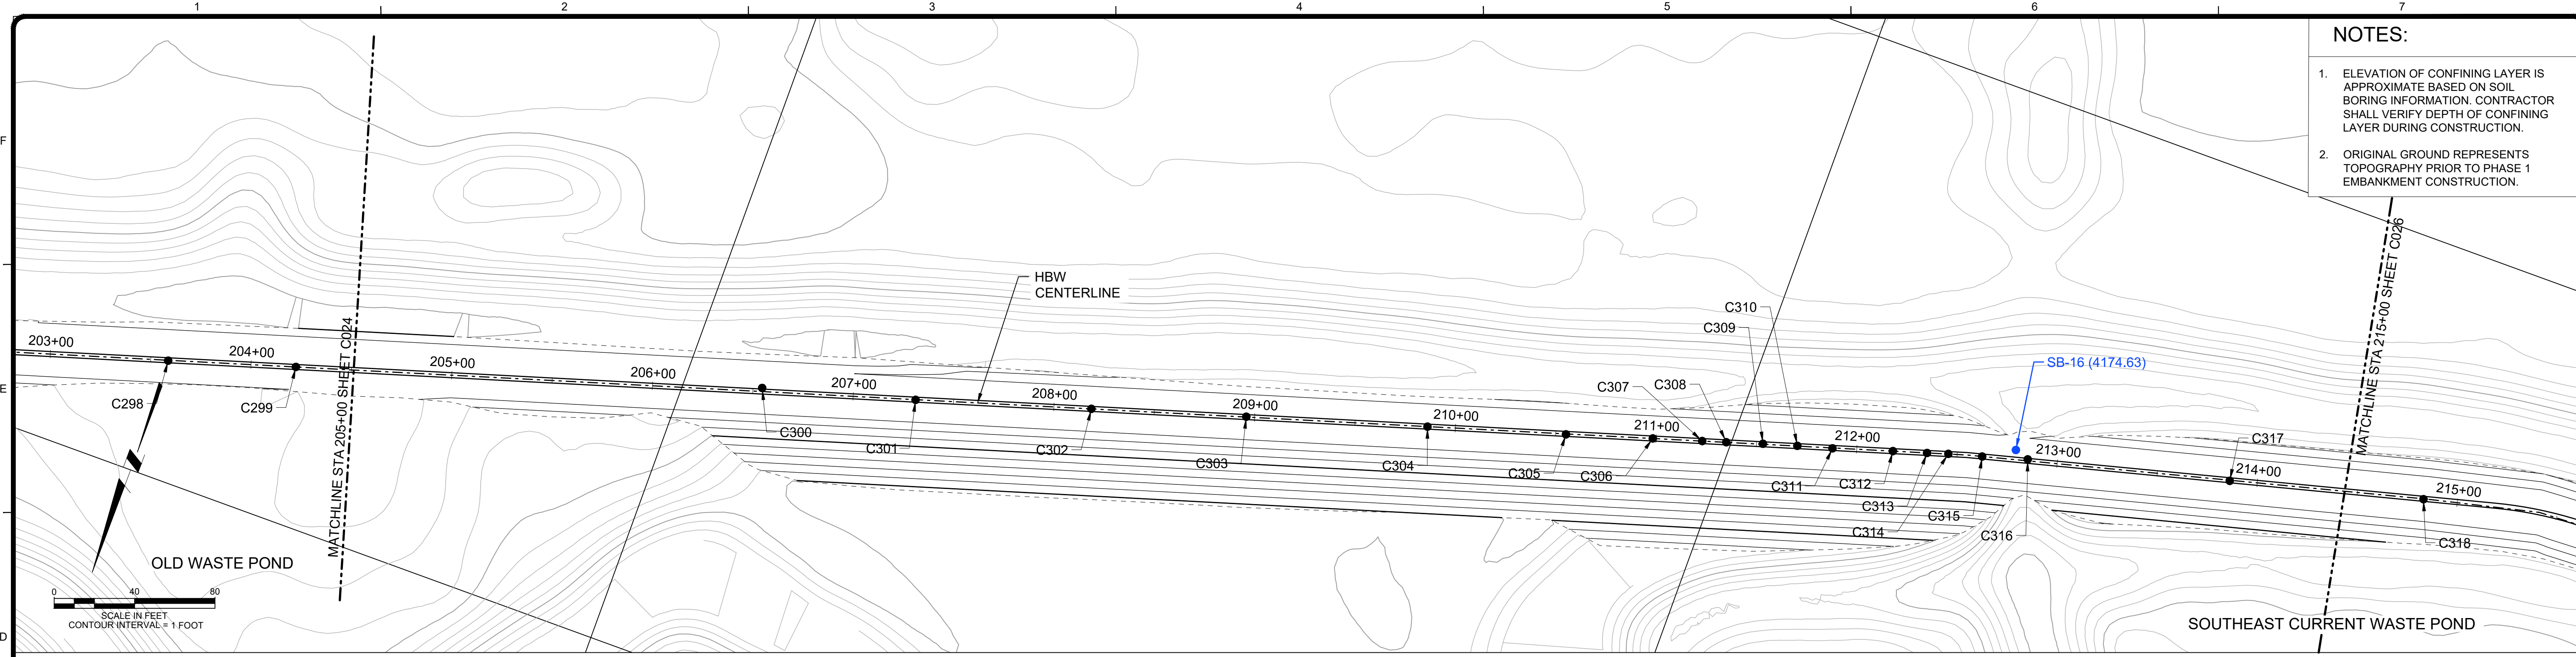 1 2 3 4 5 6 7
F
E
D
NOTES:
1. ELEVATION OF CONFINING LAYER IS
APPROXIMATE BASED ON SOIL
BORING INFORMATION. CONTRACTOR
SHALL VERIFY DEPTH OF CONFINING
LAYER DURING CONSTRUCTION.
2. ORIGINAL GROUND REPRESENTS
TOPOGRAPHY PRIOR TO PHASE 1
EMBANKMENT CONSTRUCTION.
HBW
CENTERLINE
203+00
204+00
205+00
206+00
207+00
208+00
209+00
210+00
211+00
212+00
213+00
214+00
215+00
C298
C299
C300
C301
C302
C303
C304
C305
C306
C307
C308
C309
C310
C311
C312
C313
C314
C315
C316
C317
C318
SB-16 (4174.63)
MATCHLINE STA 205+00 SHEET C024
MATCHLINE STA 215+00 SHEET C026
OLD WASTE POND
0 40 80
SCALE IN FEET
CONTOUR INTERVAL = 1 FOOT
SOUTHEAST CURRENT WASTE POND